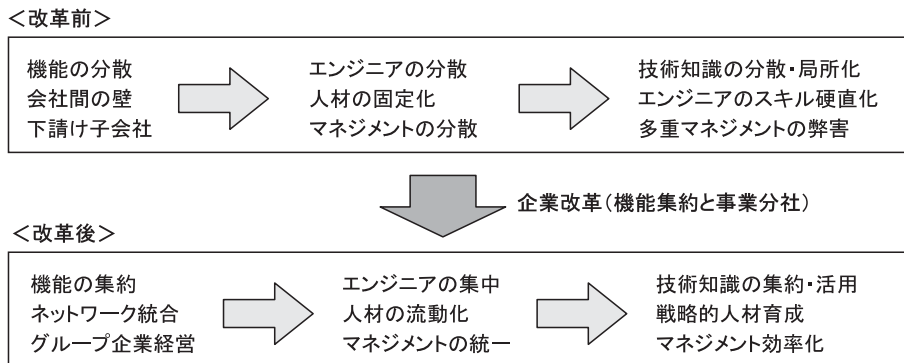 ＜改革前＞
機能の分散
会社間の壁
下請け子会社
エンジニアの分散
人材の固定化
マネジメントの分散
技術知識の分散・局所化
エンジニアのスキル硬直化
多重マネジメントの弊害
企業改革（機能集約と事業分社）
＜改革後＞
機能の集約
ネットワーク統合
グループ企業経営
エンジニアの集中
人材の流動化
マネジメントの統一
技術知識の集約・活用
戦略的人材育成
マネジメント効率化